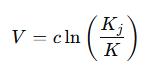 V = c ln ( K_j / K )